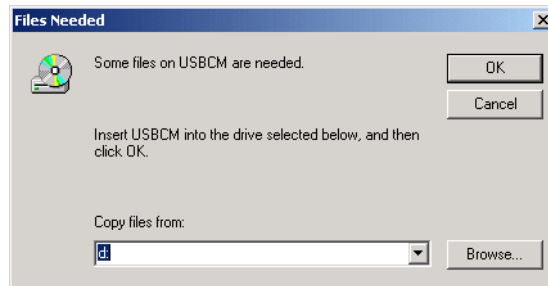 Files Needed
Some files on USBCM are needed.
OK
Cancel
Insert USBCM into the drive selected below, and then
click OK.
Copy files from:
d:
Browse...